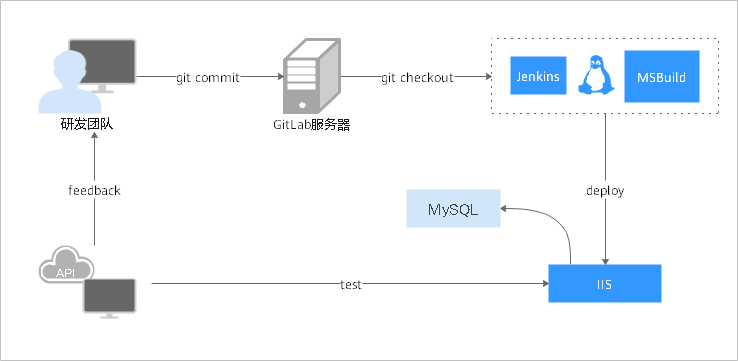 git commit
git checkout
Jenkins
MSBuild
研发团队
GitLab服务器
feedback
deploy
MySQL
API
test
IIS